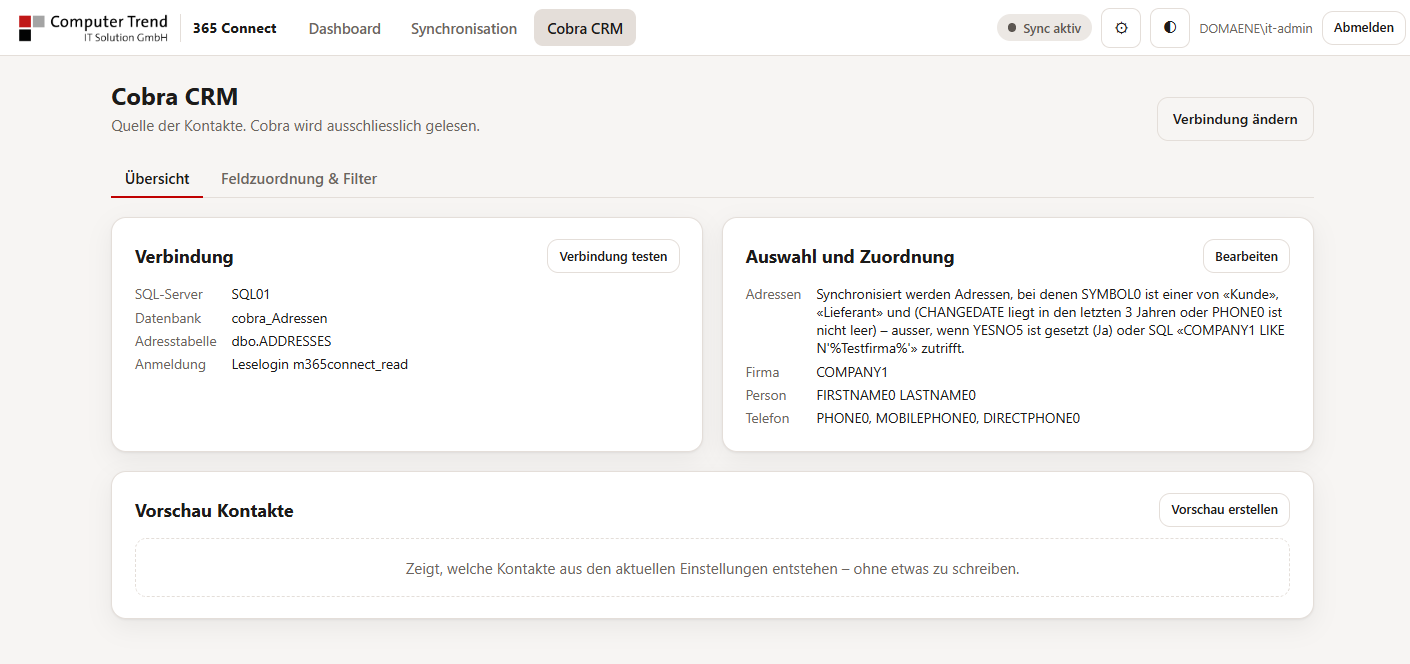 Computer Trend
IT Solution GmbH
365 Connect
Dashboard
Synchronisation
Cobra CRM
Sync aktiv
DOMAENE\it-admin
Abmelden
Cobra CRM
Quelle der Kontakte. Cobra wird ausschliesslich gelesen.
Verbindung ändern
Übersicht
Feldzuordnung & Filter
Verbindung
Verbindung testen
SQL-Server SQL01
Datenbank cobra_Adressen
Adresstabelle dbo.ADDRESSES
Anmeldung Leselogin m365connect_read
Auswahl und Zuordnung
Bearbeiten
Adressen Synchronisiert werden Adressen, bei denen SYMBOL0 ist einer von «Kunde»,
«Lieferant» und (CHANGEDATE liegt in den letzten 3 Jahren oder PHONE0 ist
nicht leer) – ausser, wenn YESNO5 ist gesetzt (Ja) oder SQL «COMPANY1 LIKE
N'%Testfirma%'» zutrifft.
Firma COMPANY1
Person FIRSTNAME0 LASTNAME0
Telefon PHONE0, MOBILEPHONE0, DIRECTPHONE0
Vorschau Kontakte
Vorschau erstellen
Zeigt, welche Kontakte aus den aktuellen Einstellungen entstehen – ohne etwas zu schreiben.